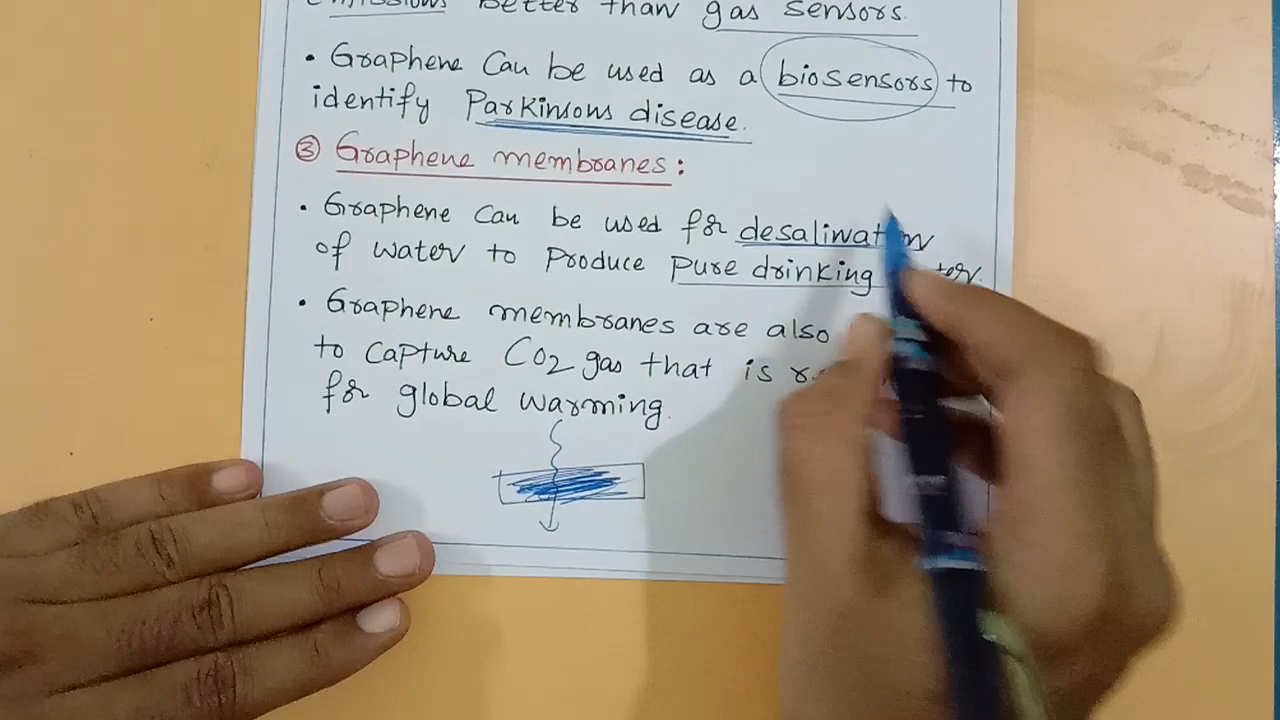 better than gas sensors.
• Graphene Can be used as a biosensors to
identify Parkinsons disease.
③ Graphene membranes:
• Graphene Can be used for desalination
of water to produce pure drinking
• Graphene membranes are also
to capture CO2 gas that is
for global warming.